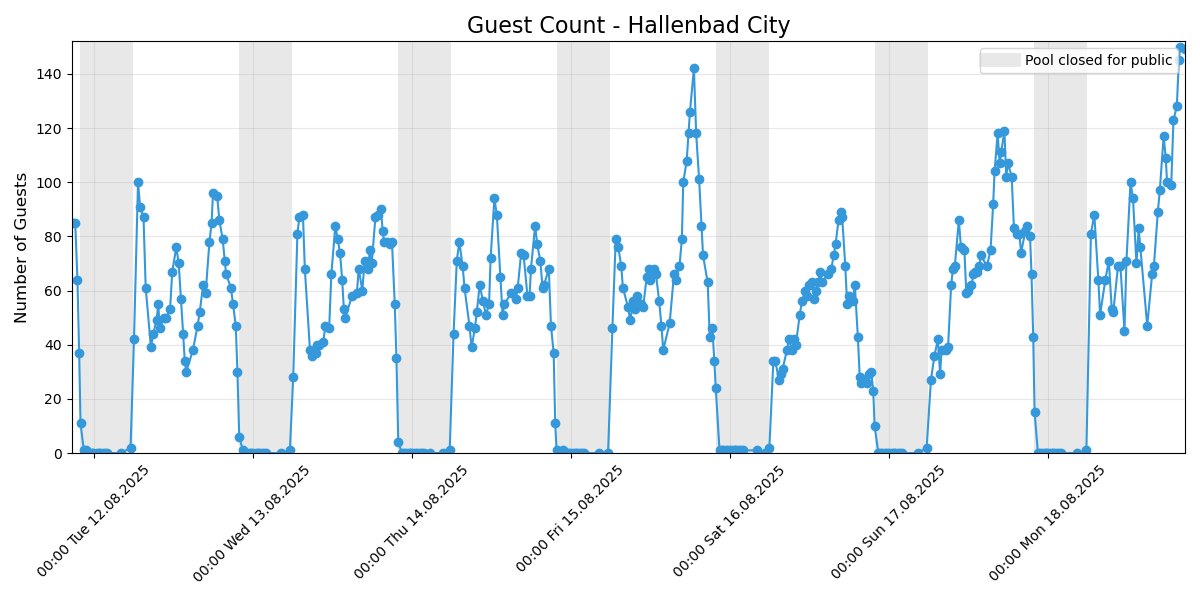 Guest Count - Hallenbad City
Pool closed for public
Number of Guests
140
120
100
80
60
40
20
0
00:00 Tue 12.08.2025
00:00 Wed 13.08.2025
00:00 Thu 14.08.2025
00:00 Fri 15.08.2025
00:00 Sat 16.08.2025
00:00 Sun 17.08.2025
00:00 Mon 18.08.2025